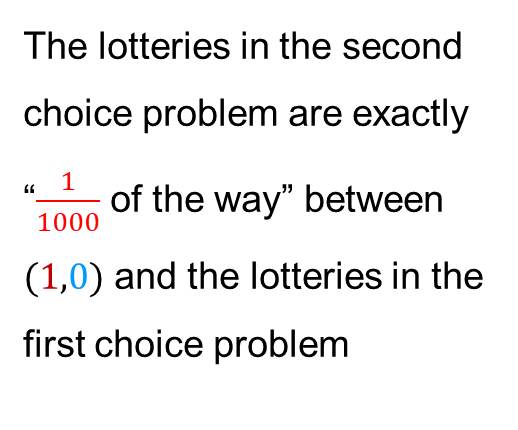 The lotteries in the second
choice problem are exactly
“1/1000 of the way” between
(1,0) and the lotteries in the
first choice problem